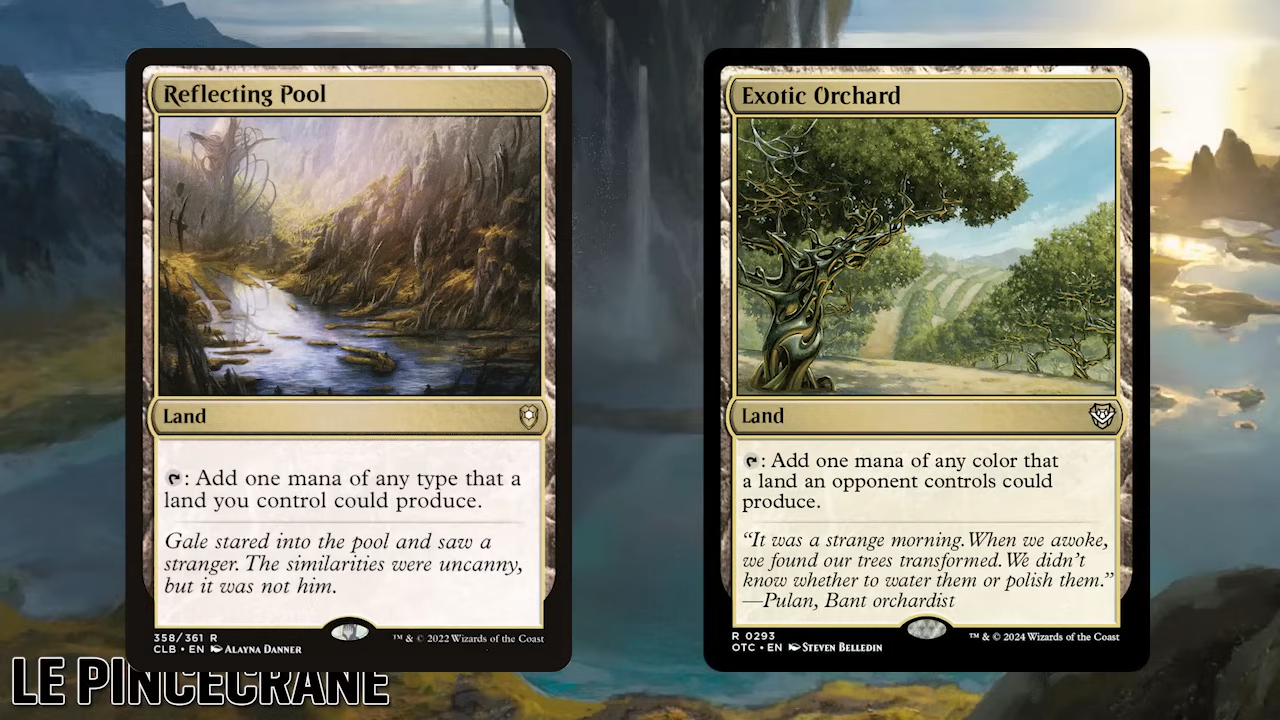 Reflecting Pool
Land
: Add one mana of any type that a
land you control could produce.
Gale stared into the pool and saw a
stranger. The similarities were uncanny,
but it was not him.
358/361 R
CLB • EN ALAYNA DANNER
™ & © 2022 Wizards of the Coast
Exotic Orchard
Land
: Add one mana of any color that
a land an opponent controls could
produce.
“It was a strange morning. When we awoke,
we found our trees transformed. We didn’t
know whether to water them or polish them.”
—Pulan, Bant orchardist
R 0293
OTC • EN STEVEN BELLEDIN
™ & © 2024 Wizards of the Coast
LE PINCECRANE